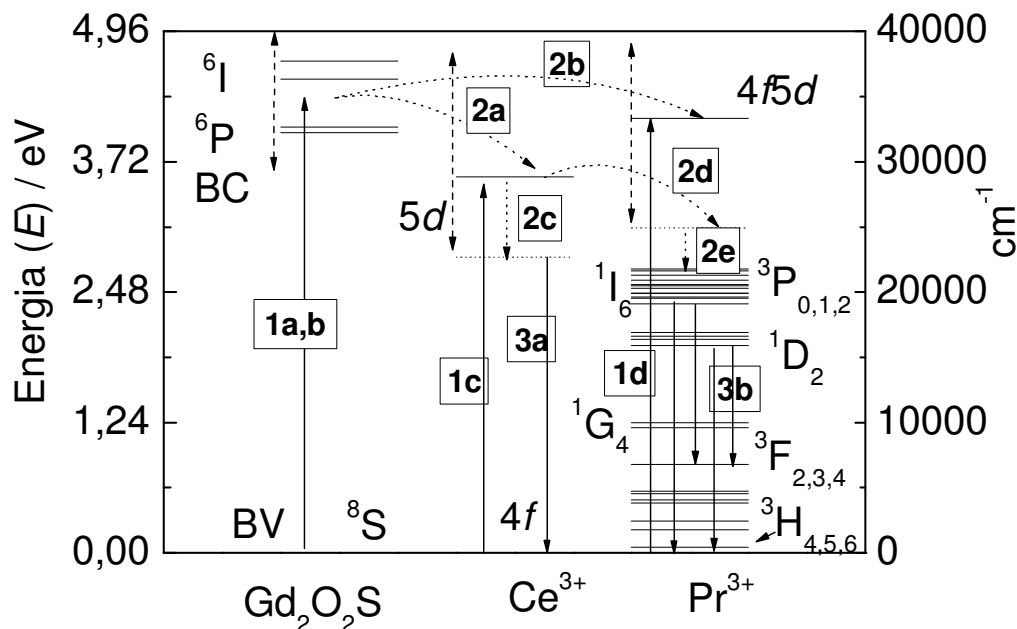 4,96
3,72
2,48
1,24
0,00
Energia (E) / eV
40000
30000
20000
10000
0
cm⁻¹
⁶I
⁶P
BC
1a,b
BV
⁸S
2b
2a
2c
5d
3a
1c
4f
4f5d
2d
2e
¹I₆
³P₀,₁,₂
1d
¹D₂
3b
¹G₄
³F₂,₃,₄
³H₄,₅,₆
Gd₂O₂S
Ce³⁺
Pr³⁺